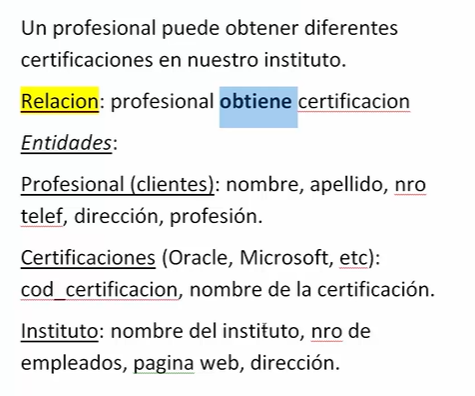 Un profesional puede obtener diferentes
certificaciones en nuestro instituto.
Relacion: profesional obtiene certificacion
Entidades:
Profesional (clientes): nombre, apellido, nro
telef, dirección, profesión.
Certificaciones (Oracle, Microsoft, etc):
cod_certificacion, nombre de la certificación.
Instituto: nombre del instituto, nro de
empleados, pagina web, dirección.